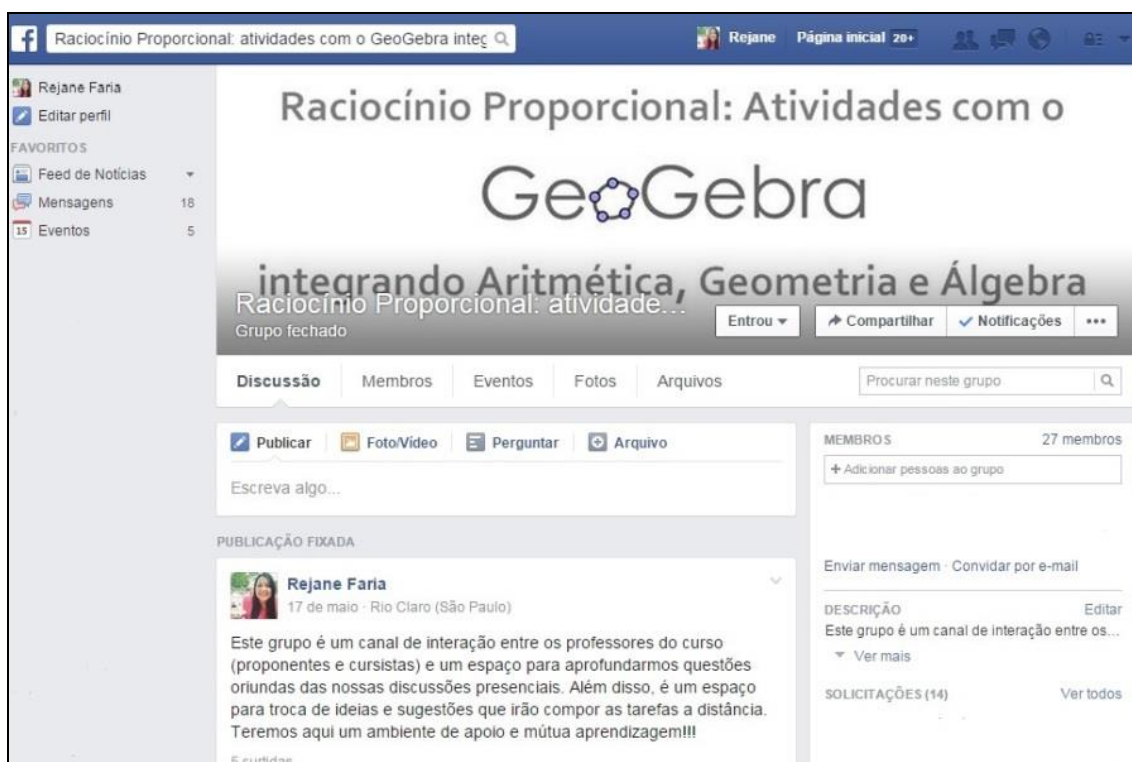 Raciocínio Proporcional: atividades com o GeoGebra integ
Rejane
Página inicial 20+
Rejane Faria
Editar perfil
FAVORITOS
Feed de Notícias
Mensagens 18
15 Eventos 5
Raciocínio Proporcional: Atividades com o
GeoGebra
integrando Aritmética, Geometria e Álgebra
Raciocínio Proporcional: atividade...
Grupo fechado
Entrou
Compartilhar
Notificações
Discussão Membros Eventos Fotos Arquivos
Procurar neste grupo
Publicar Foto/Vídeo Perguntar Arquivo
Escreva algo...
PUBLICAÇÃO FIXADA
Rejane Faria
17 de maio · Rio Claro (São Paulo)
Este grupo é um canal de interação entre os professores do curso
(proponentes e cursistas) e um espaço para aprofundarmos questões
oriundas das nossas discussões presenciais. Além disso, é um espaço
para troca de ideias e sugestões que irão compor as tarefas a distância.
Teremos aqui um ambiente de apoio e mútua aprendizagem!!!
5 curtidas
MEMBROS 27 membros
+ Adicionar pessoas ao grupo
Enviar mensagem · Convidar por e-mail
DESCRIÇÃO Editar
Este grupo é um canal de interação entre os...
Ver mais
SOLICITAÇÕES (14) Ver todos